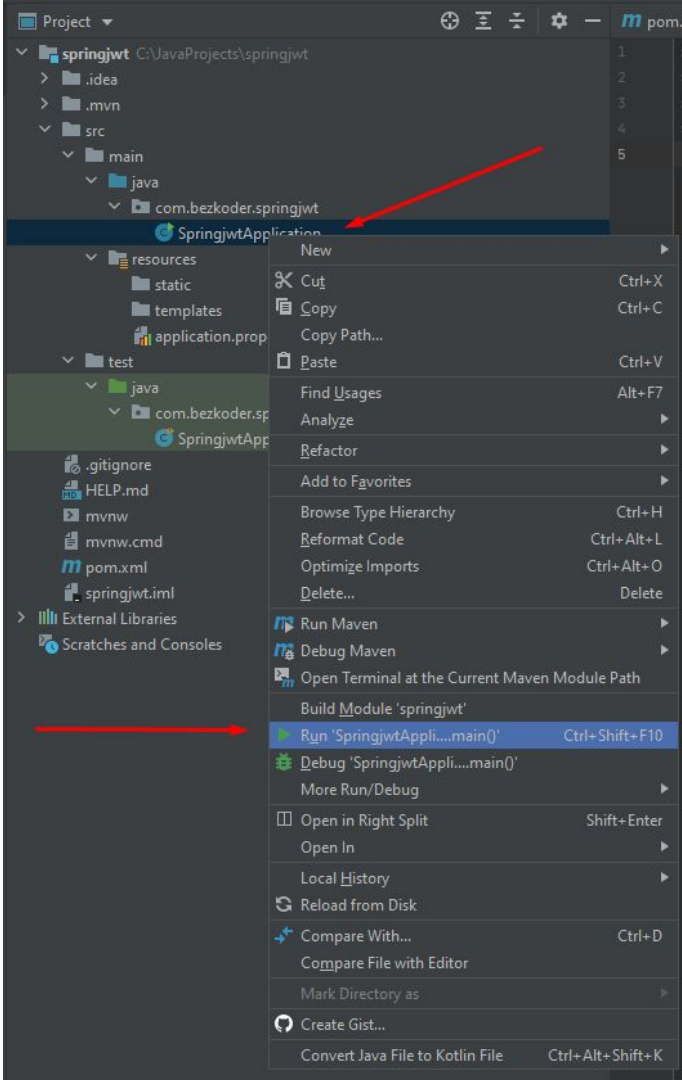 Project
pom.
springjwt C:\JavaProjects\springjwt
.idea
.mvn
src
main
java
com.bezkoder.springjwt
SpringjwtApplication
resources
static
templates
application.prop
test
java
com.bezkoder.sp
SpringjwtApp
.gitignore
HELP.md
mvnw
mvnw.cmd
pom.xml
springjwt.iml
External Libraries
Scratches and Consoles
1
2
3
4
5
New
Cut Ctrl+X
Copy Ctrl+C
Copy Path...
Paste Ctrl+V
Find Usages Alt+F7
Analyze
Refactor
Add to Favorites
Browse Type Hierarchy Ctrl+H
Reformat Code Ctrl+Alt+L
Optimize Imports Ctrl+Alt+O
Delete... Delete
Run Maven
Debug Maven
Open Terminal at the Current Maven Module Path
Build Module 'springjwt'
Run 'SpringjwtAppli....main()' Ctrl+Shift+F10
Debug 'SpringjwtAppli....main()'
More Run/Debug
Open in Right Split Shift+Enter
Open In
Local History
Reload from Disk
Compare With... Ctrl+D
Compare File with Editor
Mark Directory as
Create Gist...
Convert Java File to Kotlin File Ctrl+Alt+Shift+K